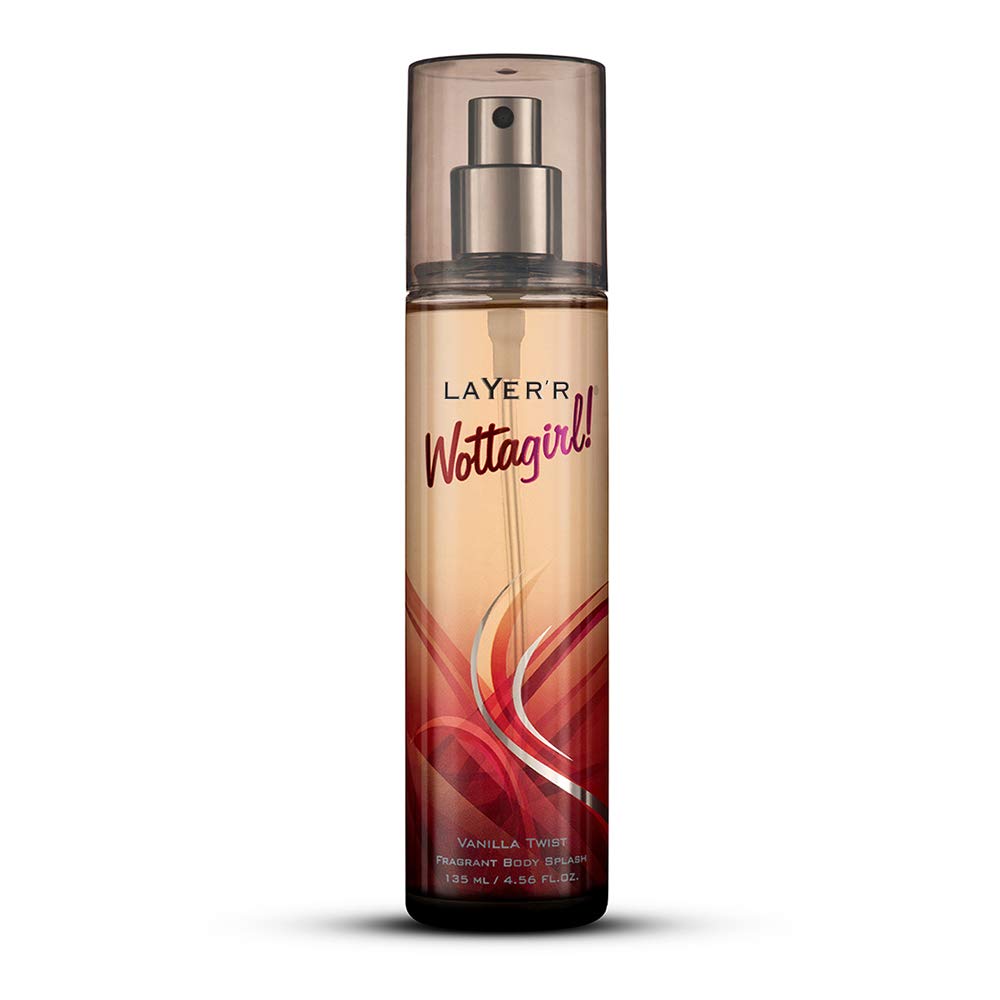 LAYER'R
Wottagirl!®
VANILLA TWIST
FRAGRANT BODY SPLASH
135 ML / 4.56 FL.OZ.